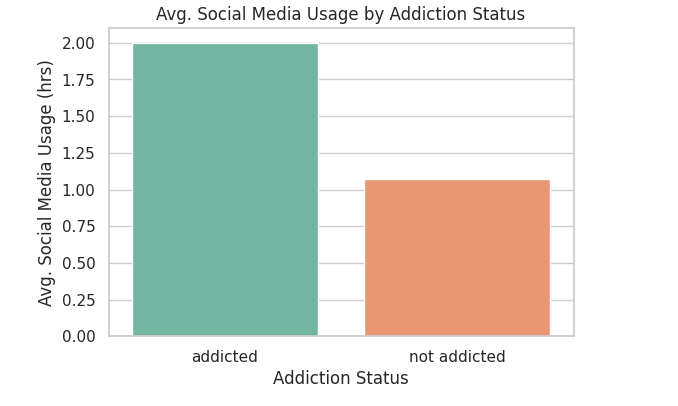 Avg. Social Media Usage by Addiction Status
Avg. Social Media Usage (hrs)
2.00
1.75
1.50
1.25
1.00
0.75
0.50
0.25
0.00
addicted not addicted
Addiction Status